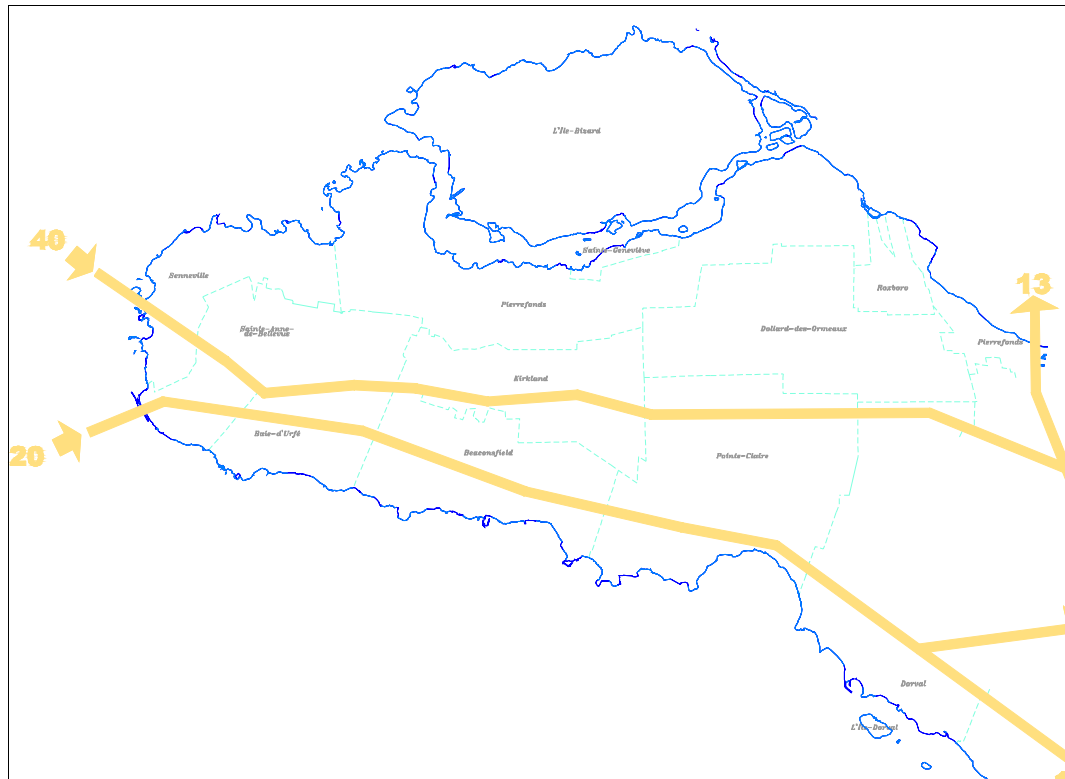 L'Île-Bizard
40
Sainte-Geneviève
Senneville
13
Roxboro
Pierrefonds
Sainte-Anne-
de-Bellevue
Dollard-des-Ormeaux
Pierrefonds
Kirkland
Baie-d'Urfé
20
Beaconsfield
Pointe-Claire
Dorval
L'Île-Dorval